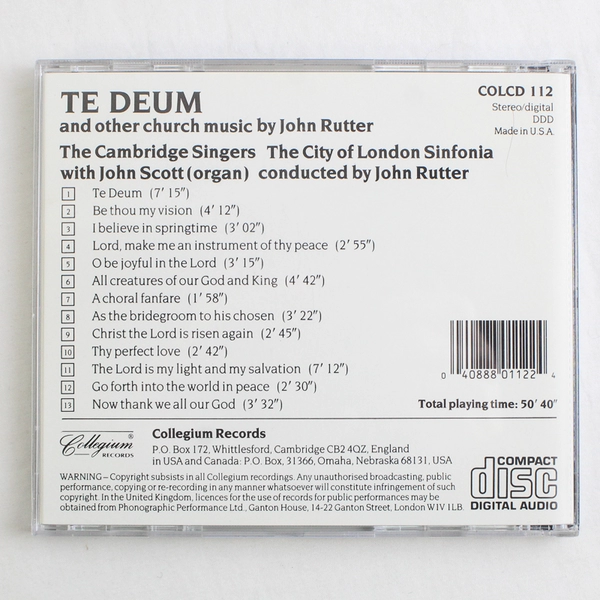 TE DEUM
and other church music by John Rutter
COLCD 112
Stereo/digital
DDD
Made in U.S.A.
The Cambridge Singers The City of London Sinfonia
with John Scott (organ) conducted by John Rutter
1 Te Deum (7' 15")
2 Be thou my vision (4' 12")
3 I believe in springtime (3' 02")
4 Lord, make me an instrument of thy peace (2' 55")
5 O be joyful in the Lord (3' 15")
6 All creatures of our God and King (4' 42")
7 A choral fanfare (1' 58")
8 As the bridegroom to his chosen (3' 22")
9 Christ the Lord is risen again (2' 45")
10 Thy perfect love (2' 42")
11 The Lord is my light and my salvation (7' 12")
12 Go forth into the world in peace (2' 30")
13 Now thank we all our God (3' 32")
0 40888 01122 4
Total playing time: 50' 40"
Collegium®
RECORDS
Collegium Records
P.O. Box 172, Whittlesford, Cambridge CB2 4QZ, England
in USA and Canada: P.O. Box, 31366, Omaha, Nebraska 68131, USA
WARNING – Copyright subsists in all Collegium recordings. Any unauthorised broadcasting, public
performance, copying or re-recording in any manner whatsoever will constitute infringement of such
copyright. In the United Kingdom, licences for the use of records for public performances may be
obtained from Phonographic Performance Ltd., Ganton House, 14-22 Ganton Street, London W1V 1LB.
COMPACT
disc
DIGITAL AUDIO